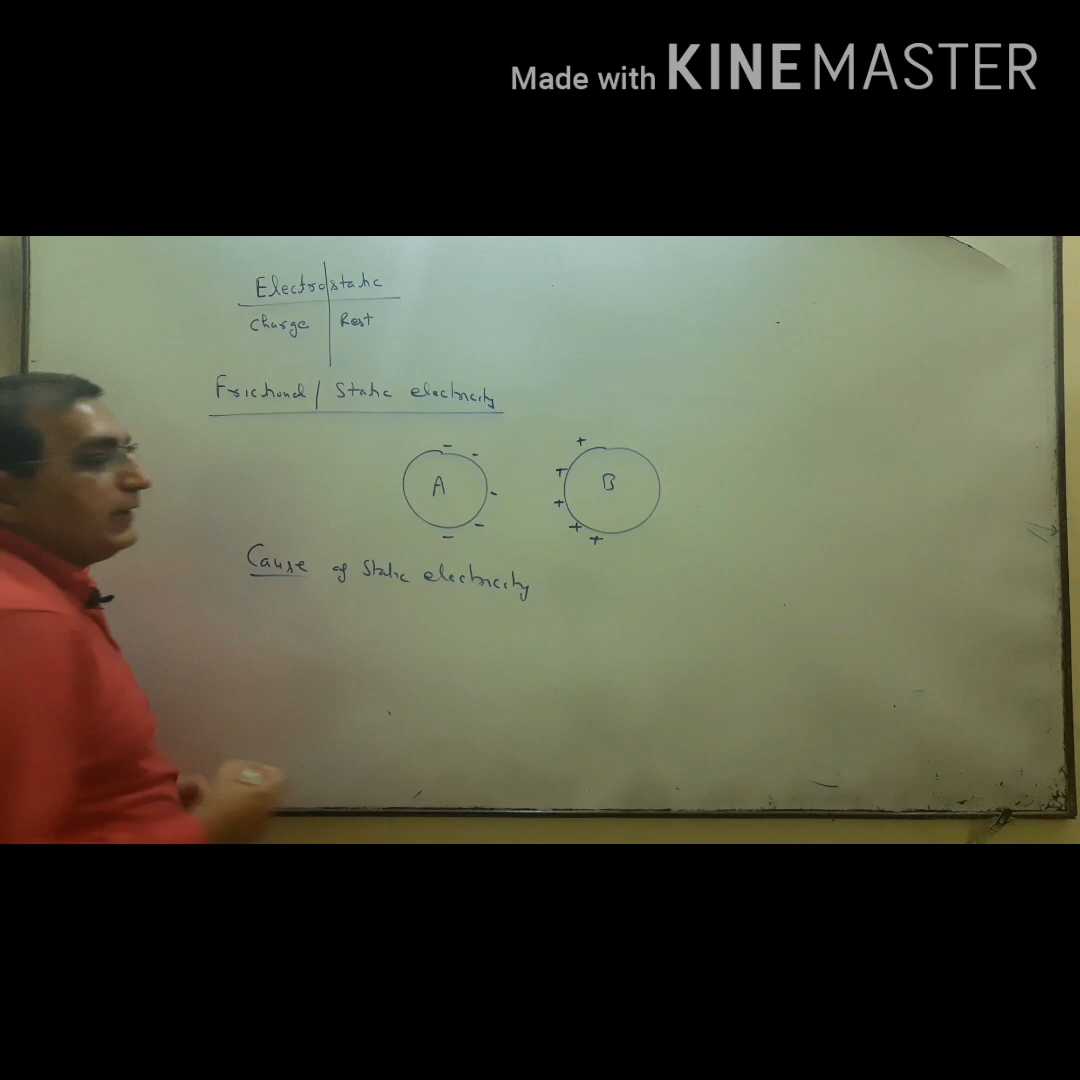 Made with KINEMASTER
Electrostatic
Charge Rest
Frictional / Static electricity
- - - - -
A
+ + + + +
B
Cause of Static electricity